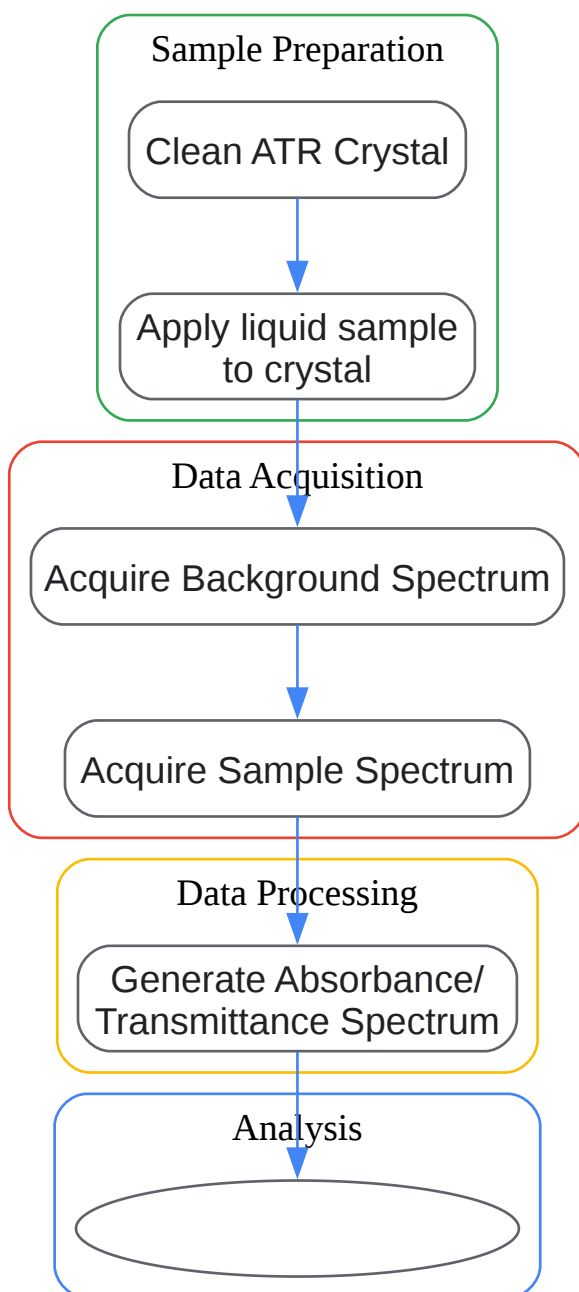 Sample Preparation
Clean ATR Crystal
Apply liquid sample
to crystal
Data Acquisition
Acquire Background Spectrum
Acquire Sample Spectrum
Data Processing
Generate Absorbance/
Transmittance Spectrum
Analysis